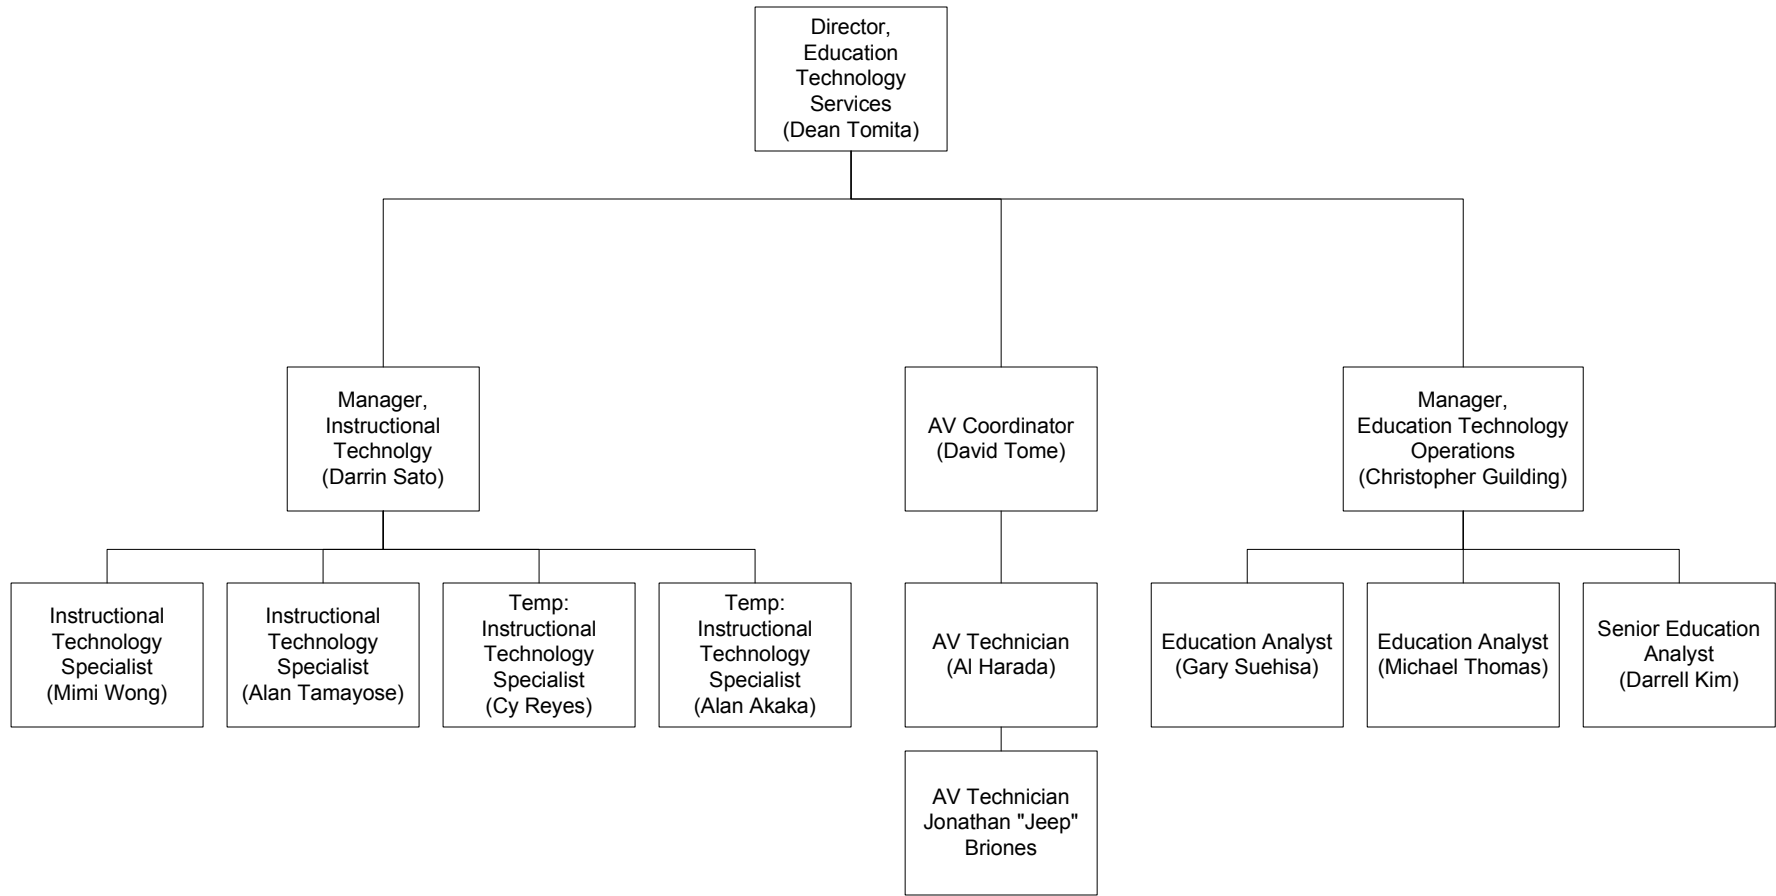 Director,
Education
Technology
Services
(Dean Tomita)
Manager,
Instructional
Technolgy
(Darrin Sato)
AV Coordinator
(David Tome)
Manager,
Education Technology
Operations
(Christopher Guilding)
Instructional
Technology
Specialist
(Mimi Wong)
Instructional
Technology
Specialist
(Alan Tamayose)
Temp:
Instructional
Technology
Specialist
(Cy Reyes)
Temp:
Instructional
Technology
Specialist
(Alan Akaka)
AV Technician
(Al Harada)
Education Analyst
(Gary Suehisa)
Education Analyst
(Michael Thomas)
Senior Education
Analyst
(Darrell Kim)
AV Technician
Jonathan "Jeep"
Briones